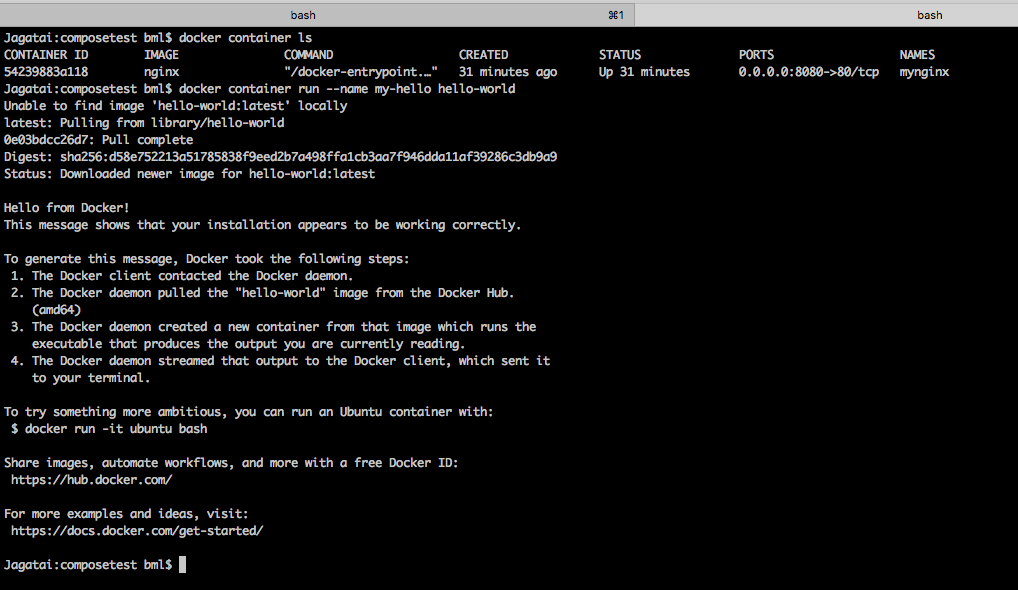 bash ⌘1 bash
Jagatai:composetest bml$ docker container ls
CONTAINER ID IMAGE COMMAND CREATED STATUS PORTS NAMES
54239883a118 nginx "/docker-entrypoint.…" 31 minutes ago Up 31 minutes 0.0.0.0:8080->80/tcp mynginx
Jagatai:composetest bml$ docker container run --name my-hello hello-world
Unable to find image 'hello-world:latest' locally
latest: Pulling from library/hello-world
0e03bdcc26d7: Pull complete
Digest: sha256:d58e752213a51785838f9eed2b7a498ffa1cb3aa7f946dda11af39286c3db9a9
Status: Downloaded newer image for hello-world:latest

Hello from Docker!
This message shows that your installation appears to be working correctly.

To generate this message, Docker took the following steps:
 1. The Docker client contacted the Docker daemon.
 2. The Docker daemon pulled the "hello-world" image from the Docker Hub.
    (amd64)
 3. The Docker daemon created a new container from that image which runs the
    executable that produces the output you are currently reading.
 4. The Docker daemon streamed that output to the Docker client, which sent it
    to your terminal.

To try something more ambitious, you can run an Ubuntu container with:
 $ docker run -it ubuntu bash

Share images, automate workflows, and more with a free Docker ID:
 https://hub.docker.com/

For more examples and ideas, visit:
 https://docs.docker.com/get-started/

Jagatai:composetest bml$